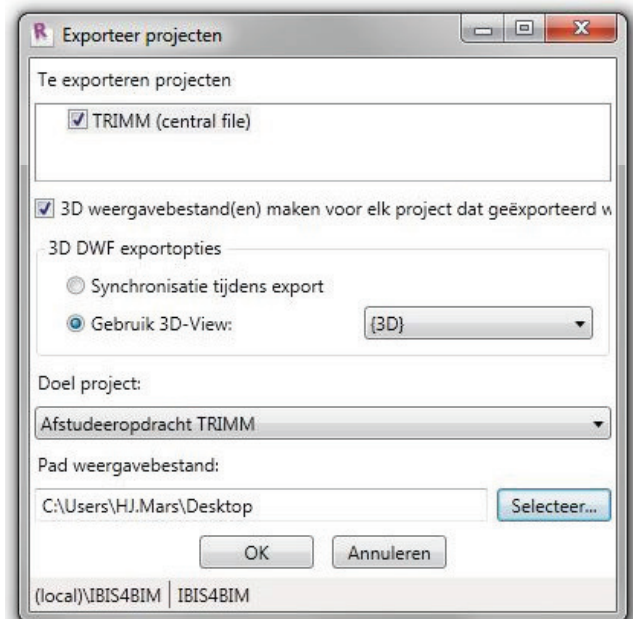 Exporteer projecten
Te exporteren projecten
TRIMM (central file)
3D weergavebestand(en) maken voor elk project dat geëxporteerd w
3D DWF exportopties
Synchronisatie tijdens export
Gebruik 3D-View: {3D}
Doel project:
Afstudeeropdracht TRIMM
Pad weergavebestand:
C:\Users\HJ.Mars\Desktop Selecteer...
OK Annuleren
(local)\IBIS4BIM IBIS4BIM